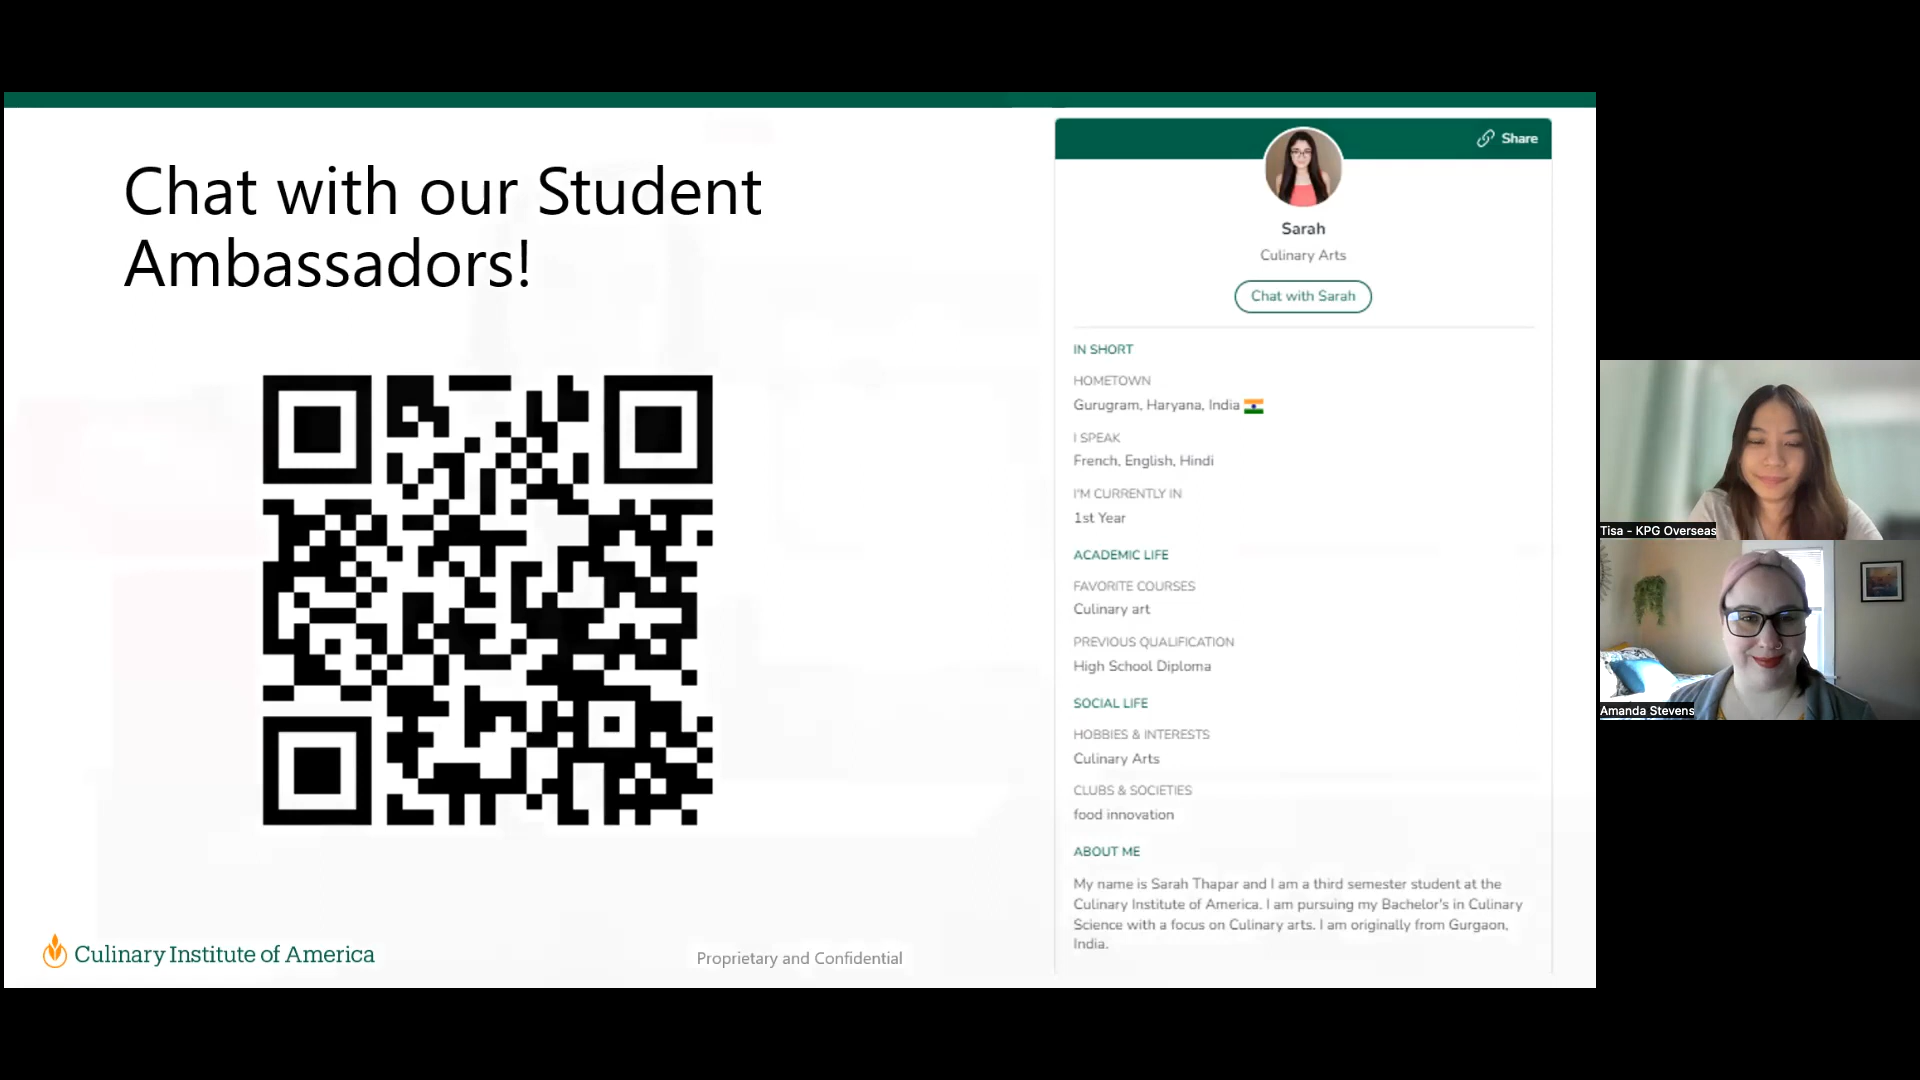 Chat with our Student
Ambassadors!
Culinary Institute of America
Proprietary and Confidential
Share
Sarah
Culinary Arts
Chat with Sarah
IN SHORT
HOMETOWN
Gurugram, Haryana, India
I SPEAK
French, English, Hindi
I'M CURRENTLY IN
1st Year
ACADEMIC LIFE
FAVORITE COURSES
Culinary art
PREVIOUS QUALIFICATION
High School Diploma
SOCIAL LIFE
HOBBIES & INTERESTS
Culinary Arts
CLUBS & SOCIETIES
food innovation
ABOUT ME
My name is Sarah Thapar and I am a third semester student at the
Culinary Institute of America. I am pursuing my Bachelor's in Culinary
Science with a focus on Culinary arts. I am originally from Gurgaon,
India.
Tisa - KPG Overseas
Amanda Stevens